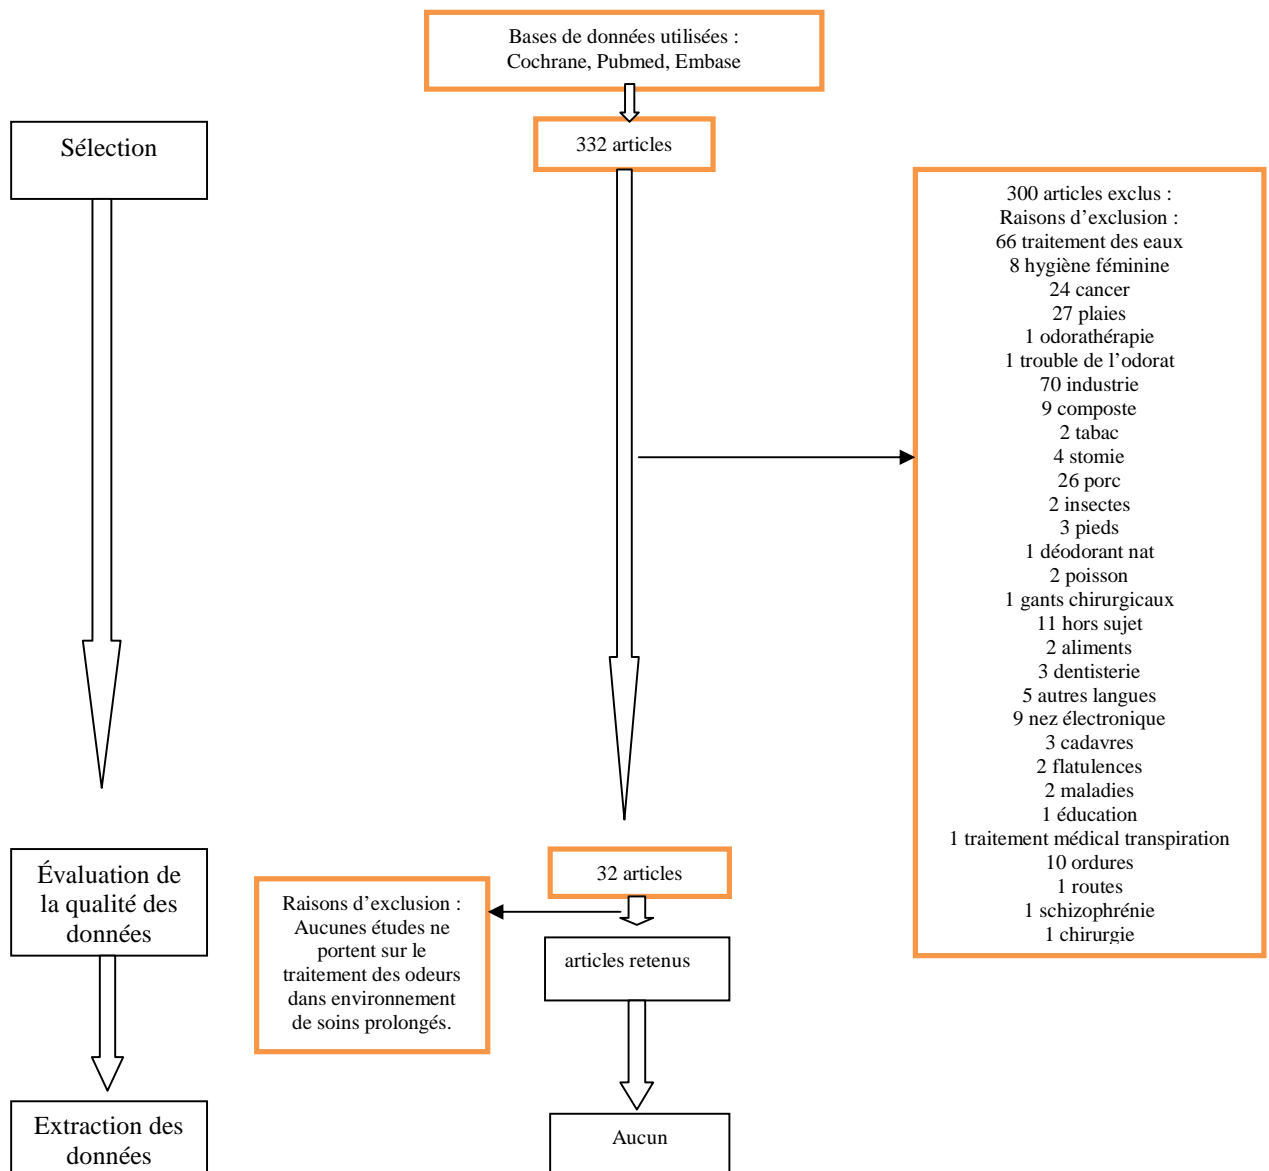 Bases de données utilisées :
Cochrane, Pubmed, Embase
Sélection
332 articles
300 articles exclus :
Raisons d’exclusion :
66 traitement des eaux
8 hygiène féminine
24 cancer
27 plaies
1 odorathérapie
1 trouble de l’odorat
70 industrie
9 composte
2 tabac
4 stomie
26 porc
2 insectes
3 pieds
1 déodorant nat
2 poisson
1 gants chirurgicaux
11 hors sujet
2 aliments
3 dentisterie
5 autres langues
9 nez électronique
3 cadavres
2 flatulences
2 maladies
1 éducation
1 traitement médical transpiration
10 ordures
1 routes
1 schizophrénie
1 chirurgie
Évaluation de
la qualité des
données
32 articles
Raisons d’exclusion :
Aucunes études ne
portent sur le
traitement des odeurs
dans environnement
de soins prolongés.
articles retenus
Extraction des
données
Aucun